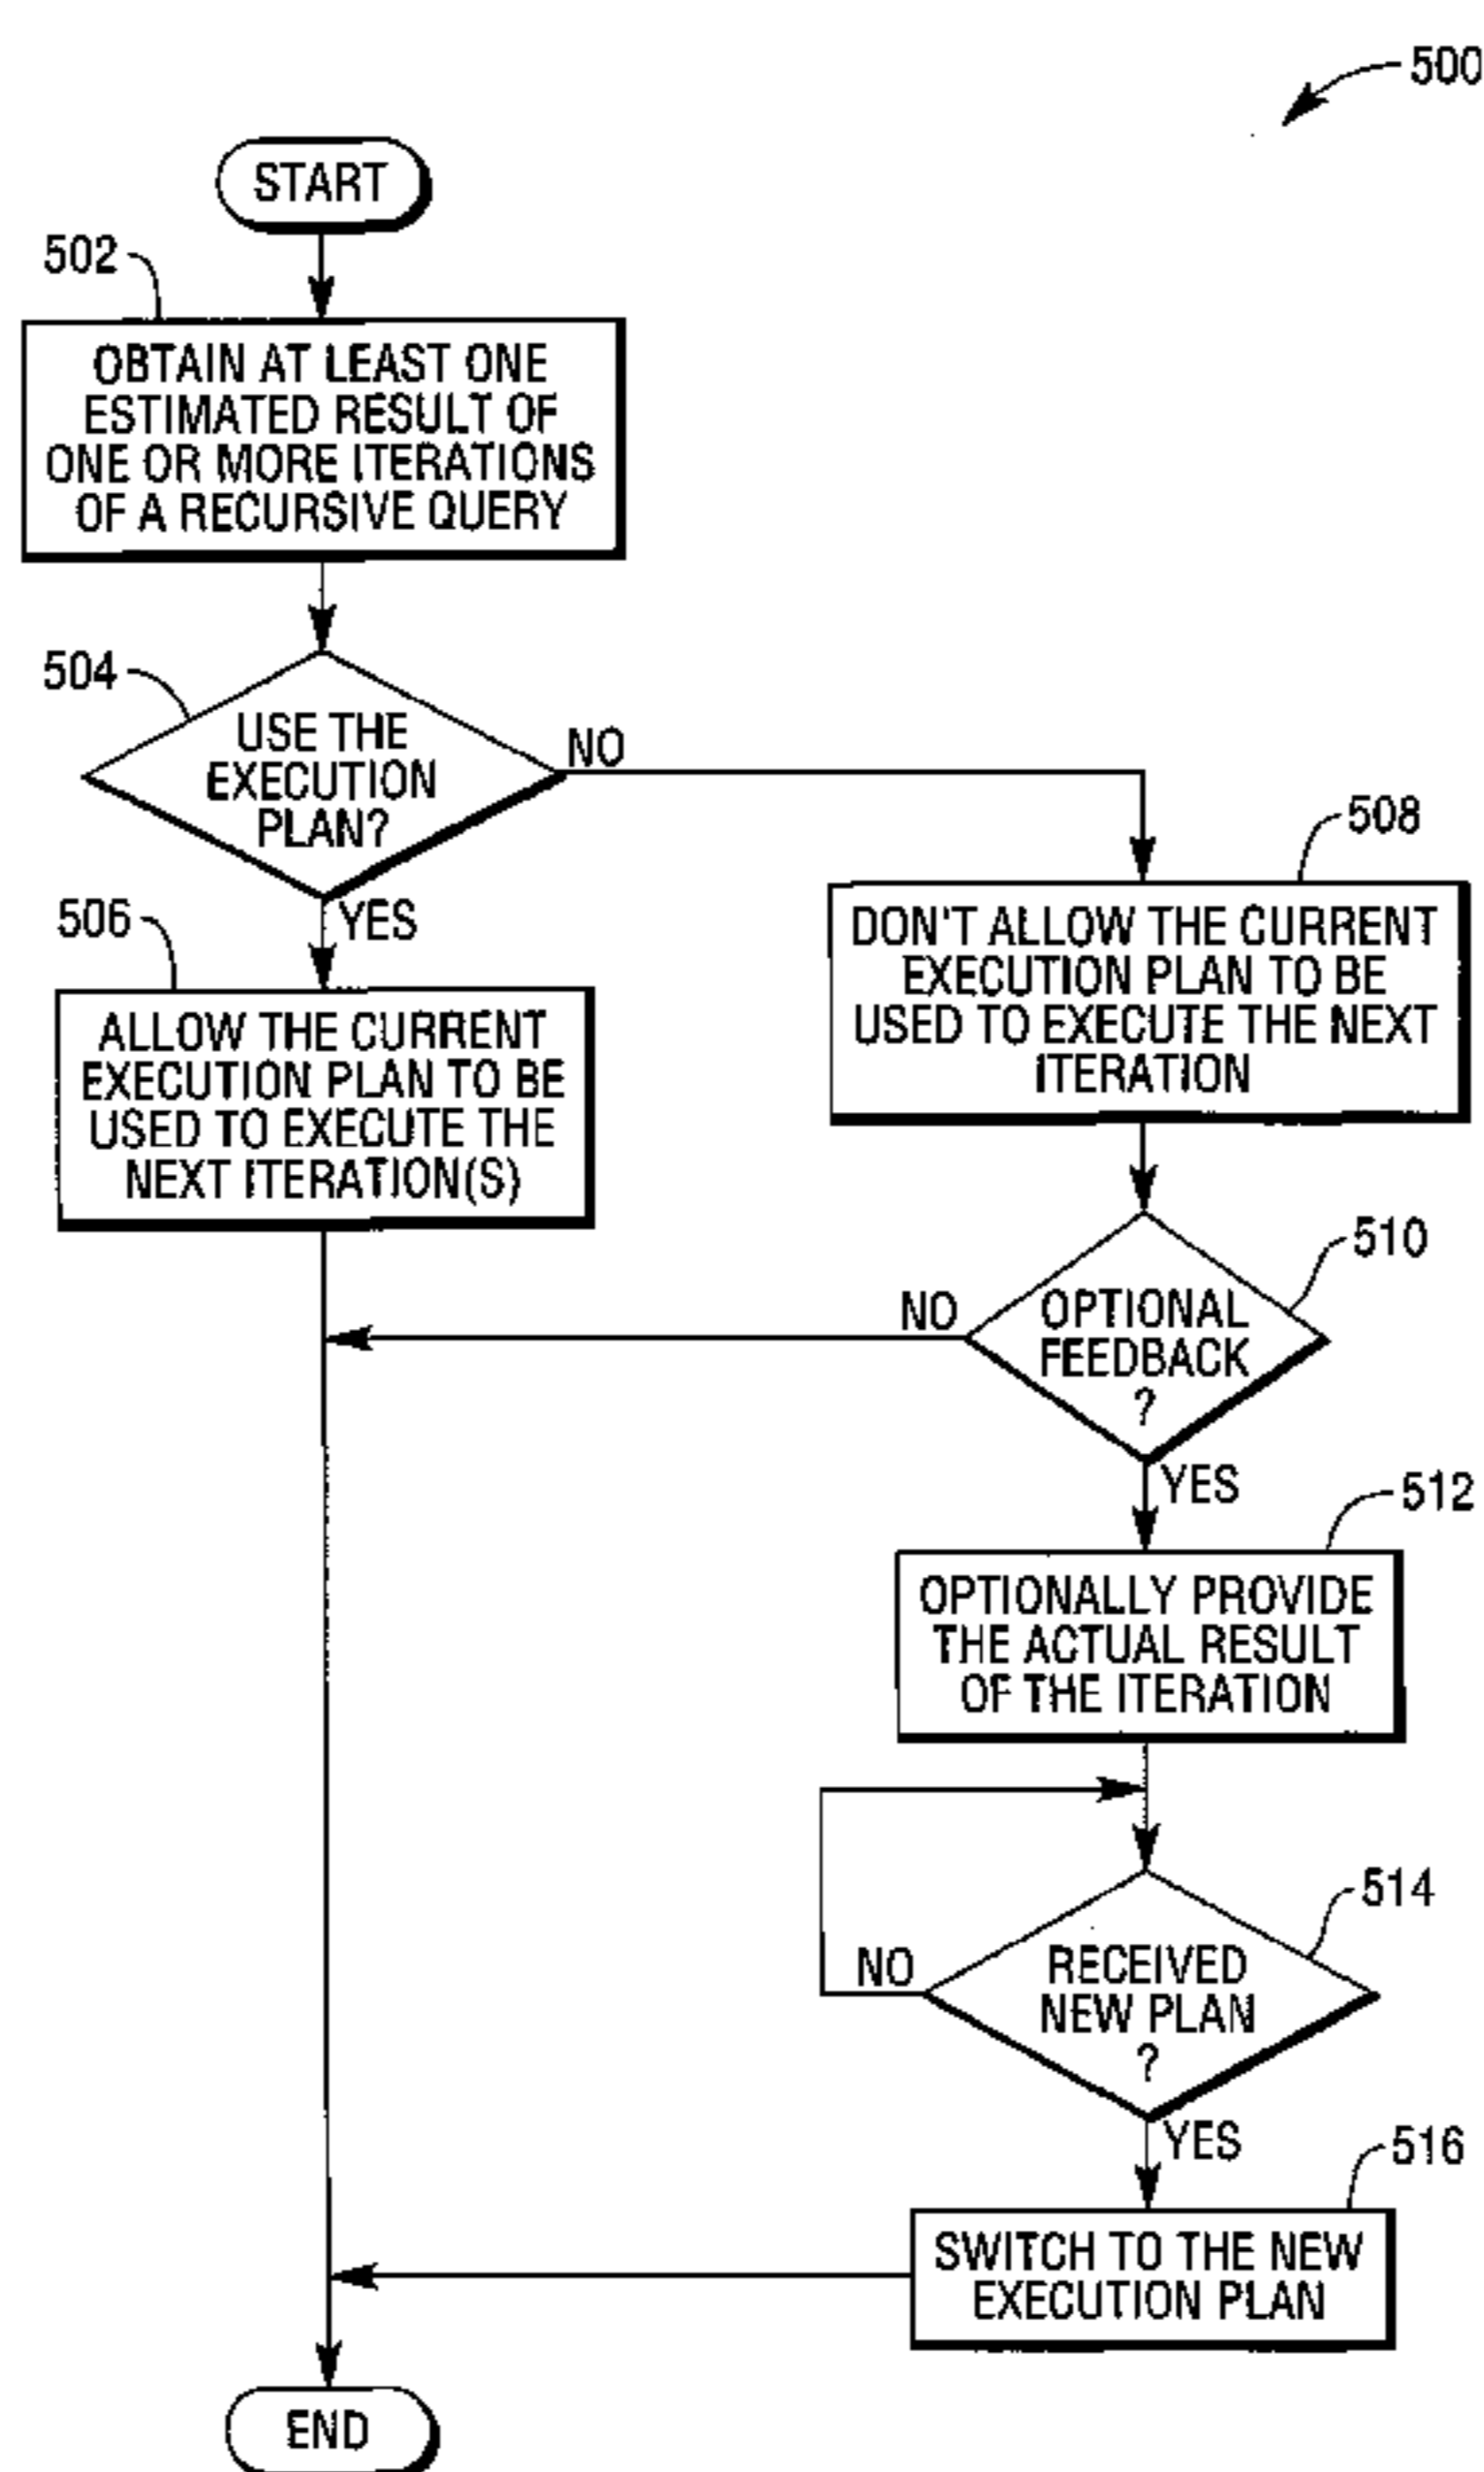 500
START
502
OBTAIN AT LEAST ONE
ESTIMATED RESULT OF
ONE OR MORE ITERATIONS
OF A RECURSIVE QUERY
504
USE THE
EXECUTION
PLAN?
NO
YES
506
ALLOW THE CURRENT
EXECUTION PLAN TO BE
USED TO EXECUTE THE
NEXT ITERATION(S)
508
DON'T ALLOW THE CURRENT
EXECUTION PLAN TO BE
USED TO EXECUTE THE NEXT
ITERATION
510
OPTIONAL
FEEDBACK
?
NO
YES
512
OPTIONALLY PROVIDE
THE ACTUAL RESULT
OF THE ITERATION
514
RECEIVED
NEW PLAN
?
NO
YES
516
SWITCH TO THE NEW
EXECUTION PLAN
END